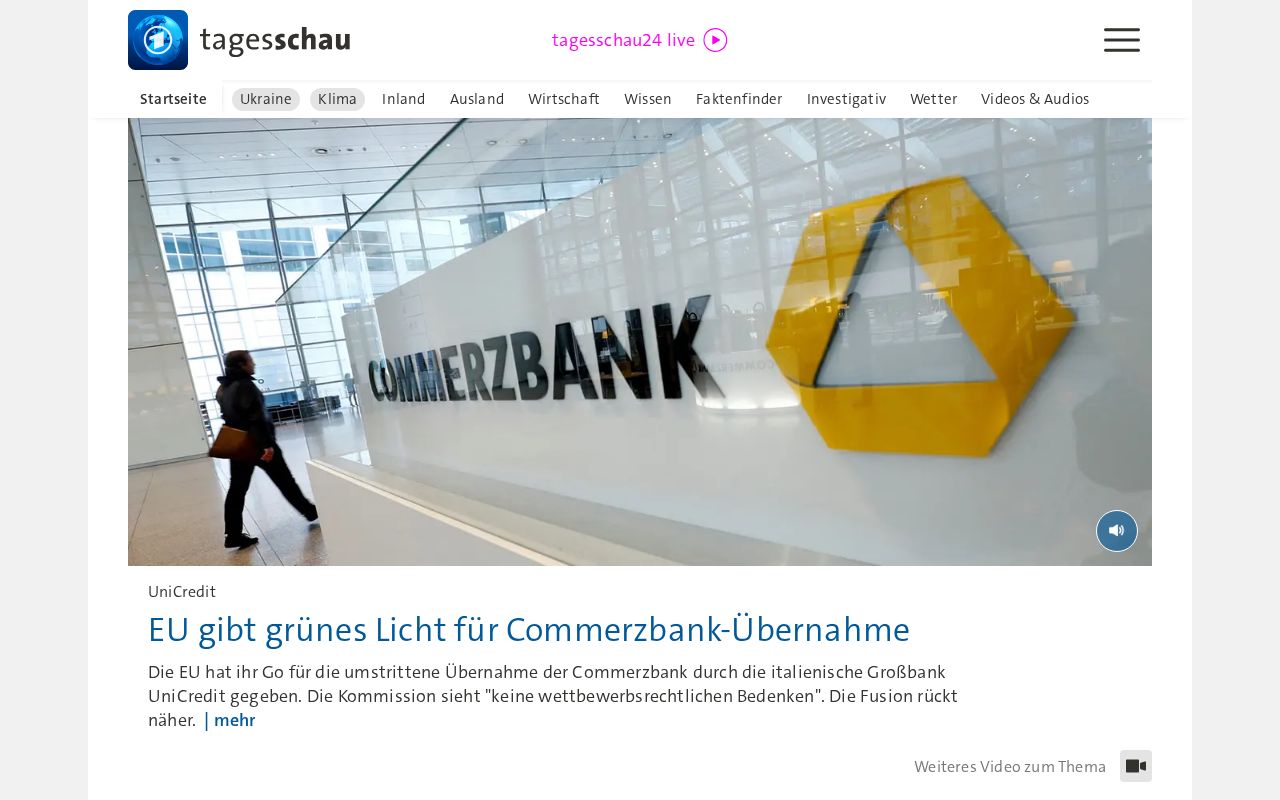 tagesschau
tagesschau24 live
Startseite
Ukraine
Klima
Inland
Ausland
Wirtschaft
Wissen
Faktenfinder
Investigativ
Wetter
Videos & Audios
COMMERZBANK
UniCredit
EU gibt grünes Licht für Commerzbank-Übernahme
Die EU hat ihr Go für die umstrittene Übernahme der Commerzbank durch die italienische Großbank
UniCredit gegeben. Die Kommission sieht "keine wettbewerbsrechtlichen Bedenken". Die Fusion rückt
näher. | mehr
Weiteres Video zum Thema